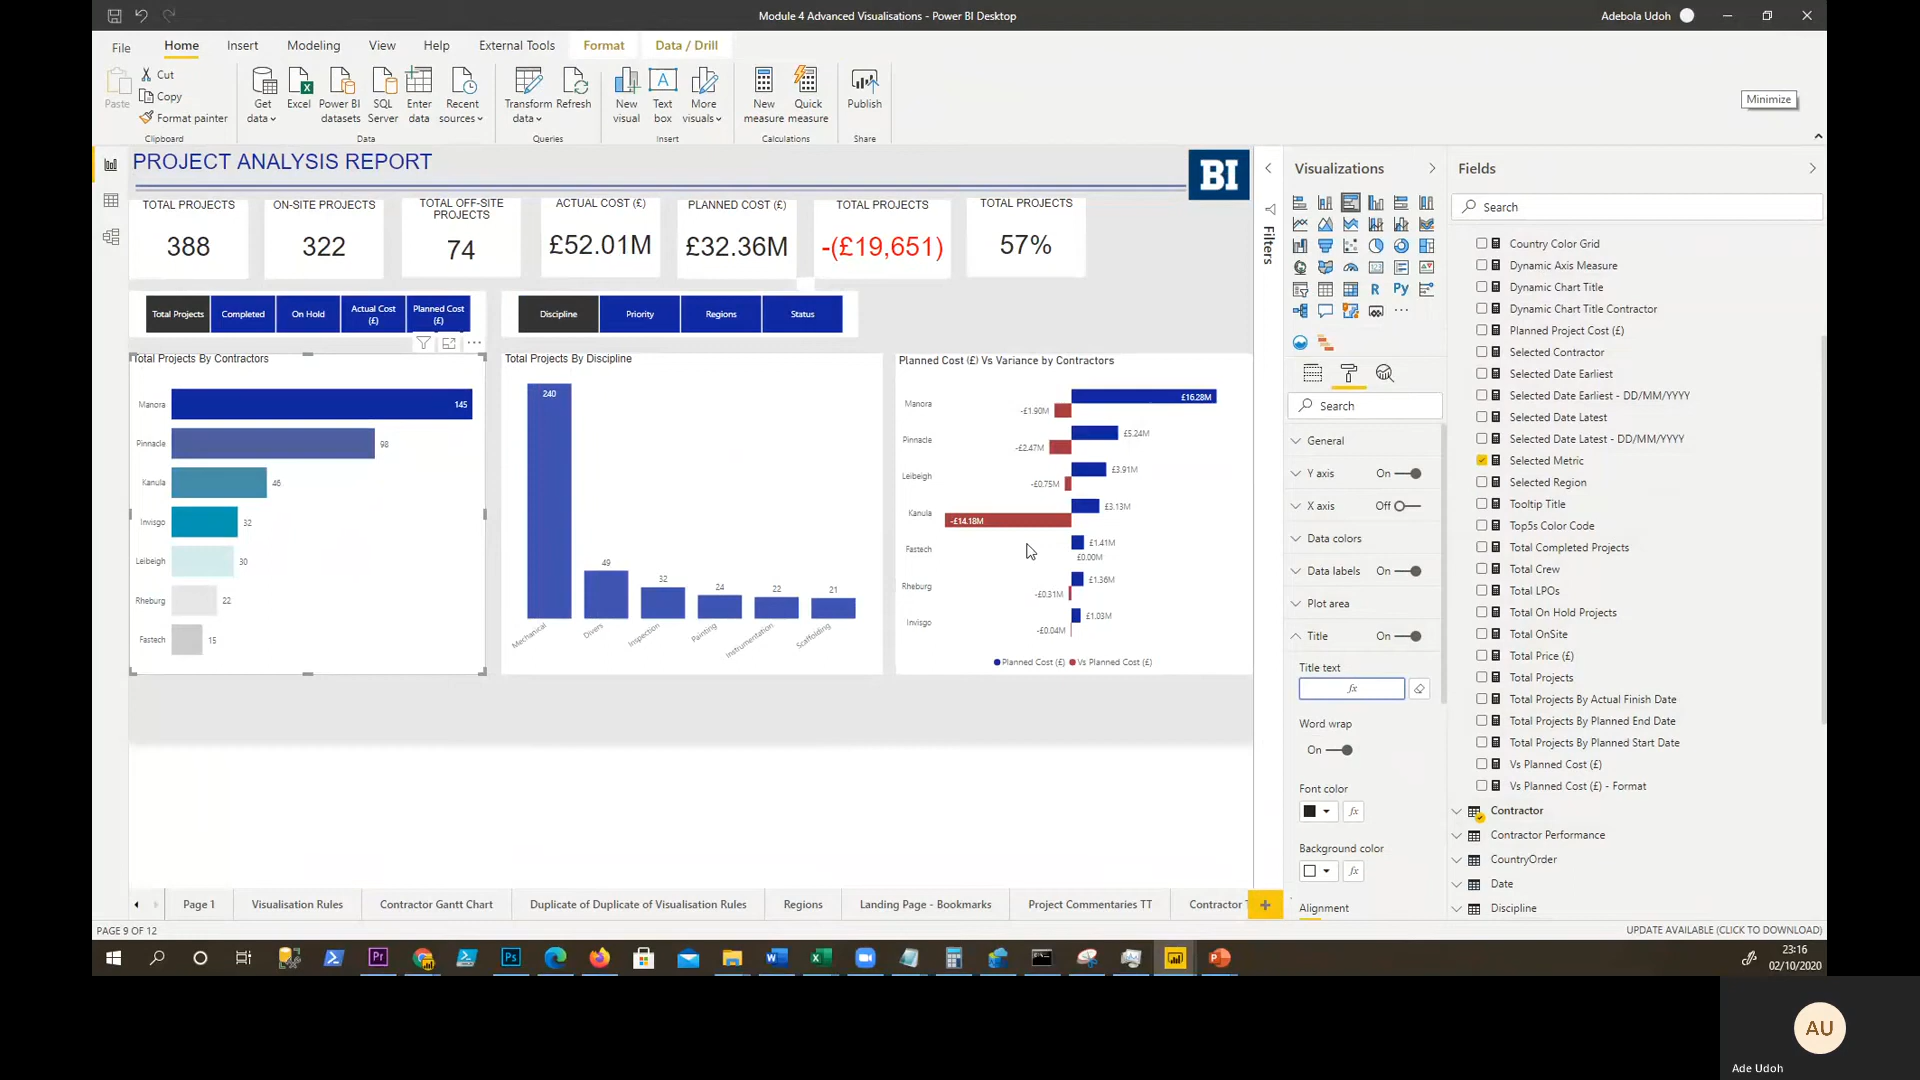 Module 4 Advanced Visualisations - Power BI Desktop
Adebola Udoh
File Home Insert Modeling View Help External Tools Format Data / Drill
Paste
Cut
Copy
Format painter
Clipboard
Get data
Excel
Power BI datasets
SQL Server
Enter data
Recent sources
Data
Transform data
Refresh
Queries
New visual
Text box
More visuals
Insert
New measure
Quick measure
Calculations
Publish
Share
Minimize
PROJECT ANALYSIS REPORT
BI
TOTAL PROJECTS
388
ON-SITE PROJECTS
322
TOTAL OFF-SITE
PROJECTS
74
ACTUAL COST (£)
£52.01M
PLANNED COST (£)
£32.36M
TOTAL PROJECTS
-(£19,651)
TOTAL PROJECTS
57%
Total Projects
Completed
On Hold
Actual Cost
(£)
Planned Cost
(£)
Discipline
Priority
Regions
Status
Total Projects By Contractors
Manora 145
Pinnacle 98
Kanula 46
Invisgo 32
Leibeigh 30
Rheburg 22
Fastech 15
Total Projects By Discipline
240
49
32
24
22
21
Mechanical
Divers
Inspection
Painting
Instrumentation
Scaffolding
Planned Cost (£) Vs Variance by Contractors
Manora £16.28M
-£1.90M
Pinnacle £5.24M
-£2.47M
Leibeigh £3.91M
-£0.75M
Kanula £3.13M
-£14.18M
Fastech £1.41M
£0.00M
Rheburg £1.36M
-£0.31M
Invisgo £1.03M
-£0.04M
Planned Cost (£) Vs Planned Cost (£)
Filters
Visualizations
R
Py
Search
General
Y axis On
X axis Off
Data colors
Data labels On
Plot area
Title On
Title text
fx
Word wrap
On
Font color
fx
Background color
fx
Alignment
Fields
Search
Country Color Grid
Dynamic Axis Measure
Dynamic Chart Title
Dynamic Chart Title Contractor
Planned Project Cost (£)
Selected Contractor
Selected Date Earliest
Selected Date Earliest - DD/MM/YYYY
Selected Date Latest
Selected Date Latest - DD/MM/YYYY
Selected Metric
Selected Region
Tooltip Title
Top5s Color Code
Total Completed Projects
Total Crew
Total LPOs
Total On Hold Projects
Total OnSite
Total Price (£)
Total Projects
Total Projects By Actual Finish Date
Total Projects By Planned End Date
Total Projects By Planned Start Date
Vs Planned Cost (£)
Vs Planned Cost (£) - Format
Contractor
Contractor Performance
CountryOrder
Date
Discipline
Page 1 Visualisation Rules Contractor Gantt Chart Duplicate of Duplicate of Visualisation Rules Regions Landing Page - Bookmarks Project Commentaries TT Contractor
PAGE 9 OF 12
UPDATE AVAILABLE (CLICK TO DOWNLOAD)
Pr
Ps
23:16
02/10/2020
AU
Ade Udoh